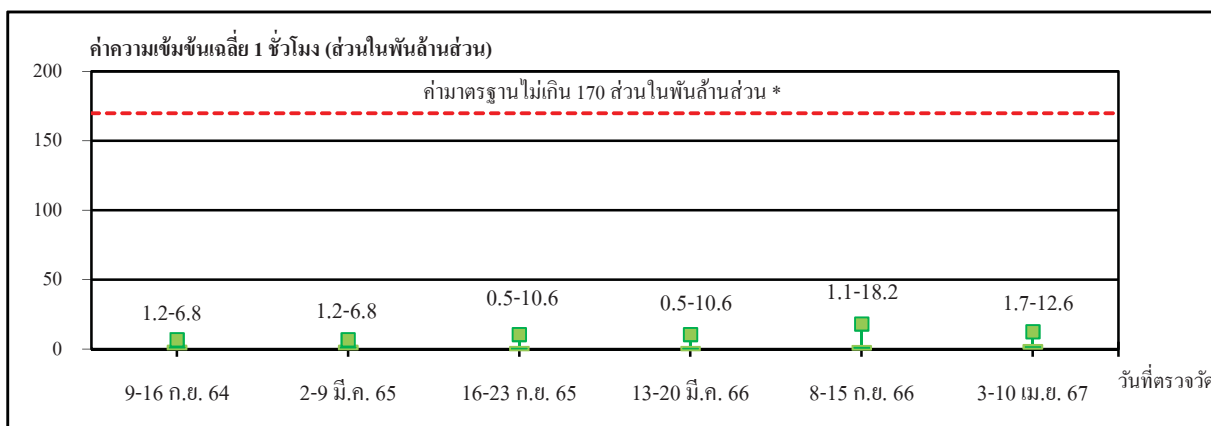 ค่าความเข้มข้นเฉลี่ย 1 ชั่วโมง (ส่วนในพันล้านส่วน)
200
ค่ามาตรฐานไม่เกิน 170 ส่วนในพันล้านส่วน *
150
100
50
1.2-6.8 1.2-6.8 0.5-10.6 0.5-10.6 1.1-18.2 1.7-12.6
0
9-16 ก.ย. 64 2-9 มี.ค. 65 16-23 ก.ย. 65 13-20 มี.ค. 66 8-15 ก.ย. 66 3-10 เม.ย. 67 วันที่ตรวจวัด